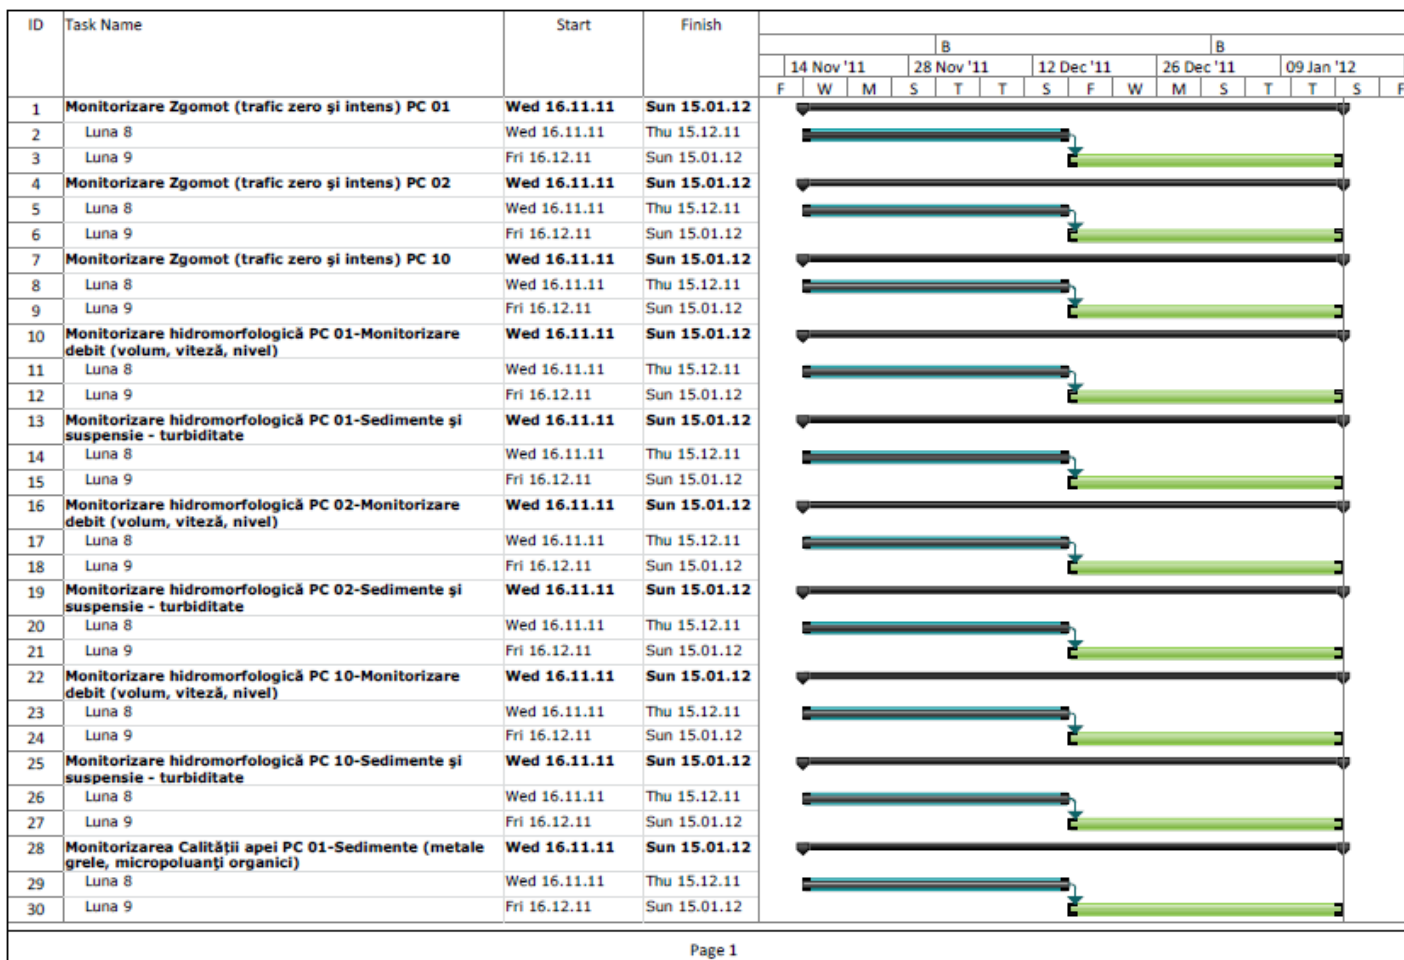 ID Task Name Start Finish
B B
14 Nov '11 28 Nov '11 12 Dec '11 26 Dec '11 09 Jan '12
F W M S T T S F W M S T T S F
1 Monitorizare Zgomot (trafic zero şi intens) PC 01 Wed 16.11.11 Sun 15.01.12
2 Luna 8 Wed 16.11.11 Thu 15.12.11
3 Luna 9 Fri 16.12.11 Sun 15.01.12
4 Monitorizare Zgomot (trafic zero şi intens) PC 02 Wed 16.11.11 Sun 15.01.12
5 Luna 8 Wed 16.11.11 Thu 15.12.11
6 Luna 9 Fri 16.12.11 Sun 15.01.12
7 Monitorizare Zgomot (trafic zero şi intens) PC 10 Wed 16.11.11 Sun 15.01.12
8 Luna 8 Wed 16.11.11 Thu 15.12.11
9 Luna 9 Fri 16.12.11 Sun 15.01.12
10 Monitorizare hidromorfologică PC 01-Monitorizare Wed 16.11.11 Sun 15.01.12
debit (volum, viteză, nivel)
11 Luna 8 Wed 16.11.11 Thu 15.12.11
12 Luna 9 Fri 16.12.11 Sun 15.01.12
13 Monitorizare hidromorfologică PC 01-Sedimente şi Wed 16.11.11 Sun 15.01.12
suspensie - turbiditate
14 Luna 8 Wed 16.11.11 Thu 15.12.11
15 Luna 9 Fri 16.12.11 Sun 15.01.12
16 Monitorizare hidromorfologică PC 02-Monitorizare Wed 16.11.11 Sun 15.01.12
debit (volum, viteză, nivel)
17 Luna 8 Wed 16.11.11 Thu 15.12.11
18 Luna 9 Fri 16.12.11 Sun 15.01.12
19 Monitorizare hidromorfologică PC 02-Sedimente şi Wed 16.11.11 Sun 15.01.12
suspensie - turbiditate
20 Luna 8 Wed 16.11.11 Thu 15.12.11
21 Luna 9 Fri 16.12.11 Sun 15.01.12
22 Monitorizare hidromorfologică PC 10-Monitorizare Wed 16.11.11 Sun 15.01.12
debit (volum, viteză, nivel)
23 Luna 8 Wed 16.11.11 Thu 15.12.11
24 Luna 9 Fri 16.12.11 Sun 15.01.12
25 Monitorizare hidromorfologică PC 10-Sedimente şi Wed 16.11.11 Sun 15.01.12
suspensie - turbiditate
26 Luna 8 Wed 16.11.11 Thu 15.12.11
27 Luna 9 Fri 16.12.11 Sun 15.01.12
28 Monitorizarea Calităţii apei PC 01-Sedimente (metale Wed 16.11.11 Sun 15.01.12
grele, micropoluanţi organici)
29 Luna 8 Wed 16.11.11 Thu 15.12.11
30 Luna 9 Fri 16.12.11 Sun 15.01.12
Page 1